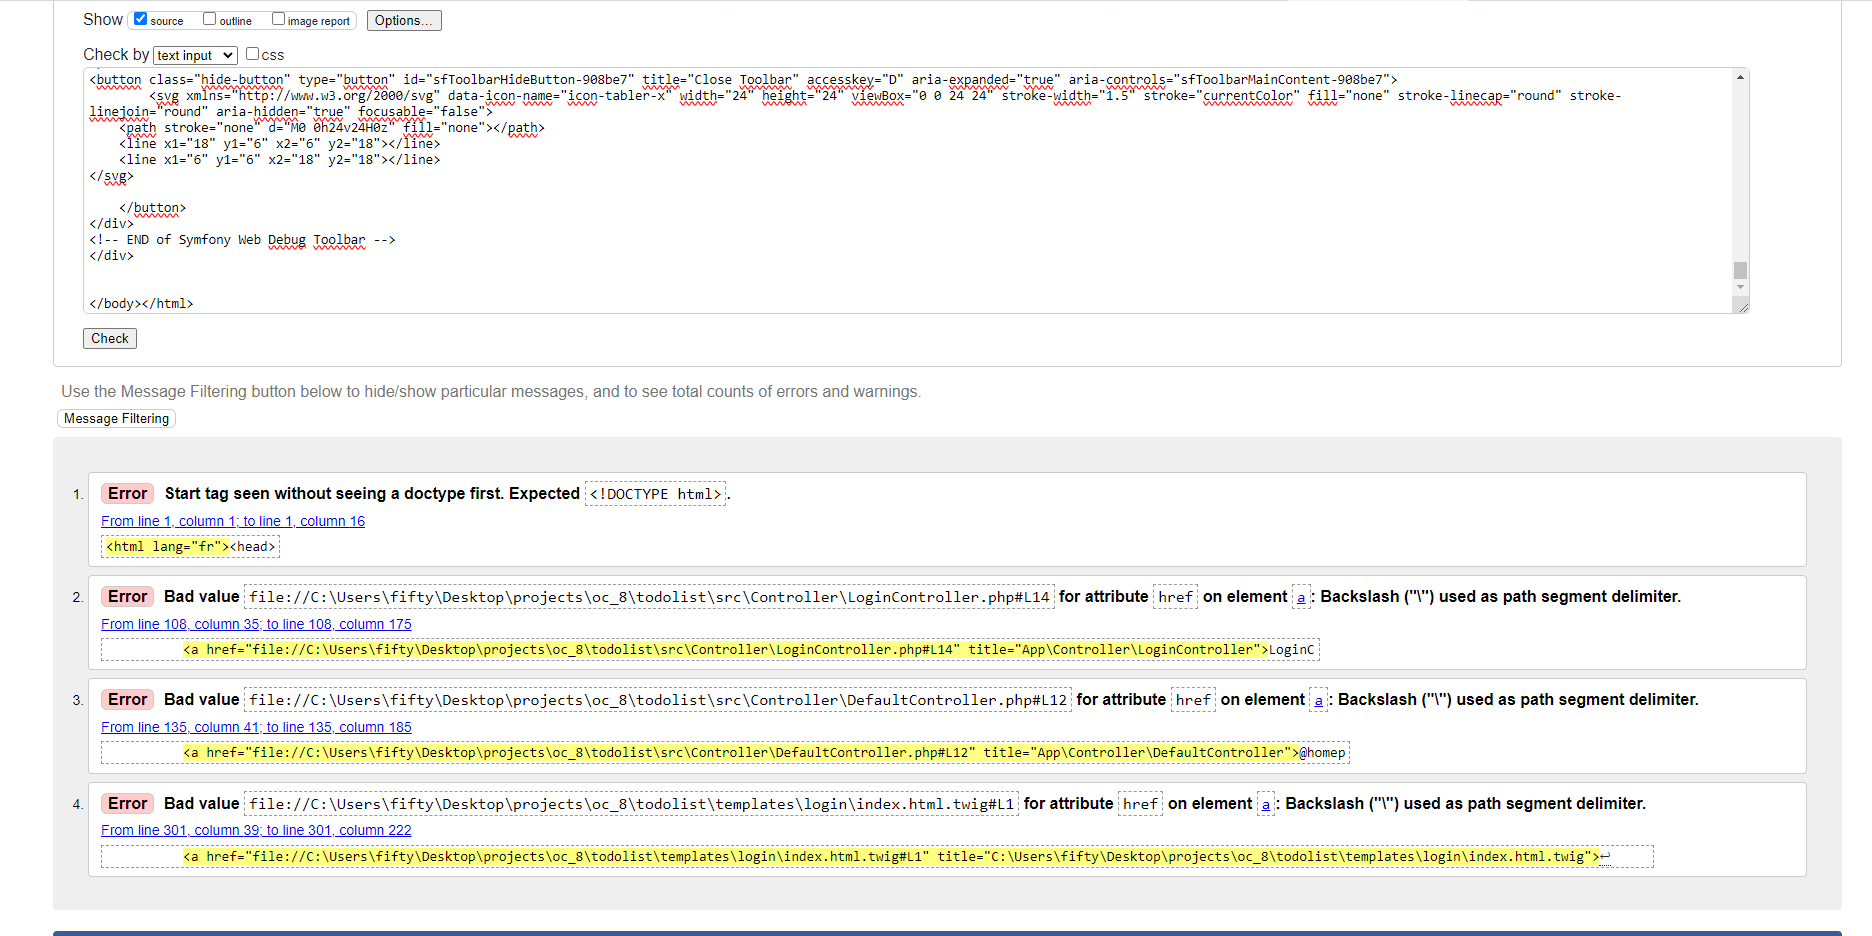 Show source outline image report Options...
Check by text input css
<button class="hide-button" type="button" id="sfToolbarHideButton-908be7" title="Close Toolbar" accesskey="D" aria-expanded="true" aria-controls="sfToolbarMainContent-908be7">
<svg xmlns="http://www.w3.org/2000/svg" data-icon-name="icon-tabler-x" width="24" height="24" viewBox="0 0 24 24" stroke-width="1.5" stroke="currentColor" fill="none" stroke-linecap="round" stroke-
linejoin="round" aria-hidden="true" focusable="false">
<path stroke="none" d="M0 0h24v24H0z" fill="none"></path>
<line x1="18" y1="6" x2="6" y2="18"></line>
<line x1="6" y1="6" x2="18" y2="18"></line>
</svg>
</button>
</div>
<!-- END of Symfony Web Debug Toolbar -->
</div>
</body></html>
Check
Use the Message Filtering button below to hide/show particular messages, and to see total counts of errors and warnings.
Message Filtering
1. Error Start tag seen without seeing a doctype first. Expected <!DOCTYPE html>.
From line 1, column 1; to line 1, column 16
<html lang="fr"><head>
2. Error Bad value file://C:\Users\fifty\Desktop\projects\oc_8\todolist\src\Controller\LoginController.php#L14 for attribute href on element a: Backslash ("\") used as path segment delimiter.
From line 108, column 35; to line 108, column 175
<a href="file://C:\Users\fifty\Desktop\projects\oc_8\todolist\src\Controller\LoginController.php#L14" title="App\Controller\LoginController">LoginC
3. Error Bad value file://C:\Users\fifty\Desktop\projects\oc_8\todolist\src\Controller\DefaultController.php#L12 for attribute href on element a: Backslash ("\") used as path segment delimiter.
From line 135, column 41; to line 135, column 185
<a href="file://C:\Users\fifty\Desktop\projects\oc_8\todolist\src\Controller\DefaultController.php#L12" title="App\Controller\DefaultController">@homep
4. Error Bad value file://C:\Users\fifty\Desktop\projects\oc_8\todolist\templates\login\index.html.twig#L1 for attribute href on element a: Backslash ("\") used as path segment delimiter.
From line 301, column 39; to line 301, column 222
<a href="file://C:\Users\fifty\Desktop\projects\oc_8\todolist\templates\login\index.html.twig#L1" title="C:\Users\fifty\Desktop\projects\oc_8\todolist\templates\login\index.html.twig">↩